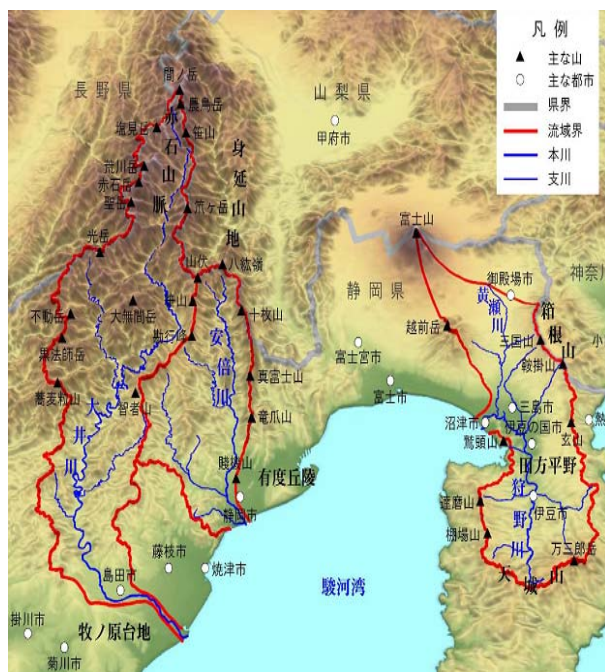 凡例
主な山
主な都市
県界
流域界
本川
支川
長野県
山梨県
静岡県
神奈川
間ノ岳
農鳥岳
塩見岳
笹山
赤石山脈
身延山地
荒川岳
赤石岳
聖岳
笊ヶ岳
光岳
山伏
八紘嶺
甲府市
富士山
不動岳
大無間岳
十枚山
黒法師岳
勘行峰
蕎麦粒山
大井川
智者山
安倍川
真富士山
竜爪山
賤機山
有度丘陵
静岡市
藤枝市
焼津市
島田市
牧ノ原台地
掛川市
菊川市
駿河湾
御殿場市
黄瀬川
箱根山
越前岳
三国山
鞍掛山
富士宮市
富士市
三島市
沼津市
伊豆の国市
鷲頭山
玄山
田方平野
達磨山
狩野川
伊豆市
棚場山
万三郎岳
天城山
小
熱